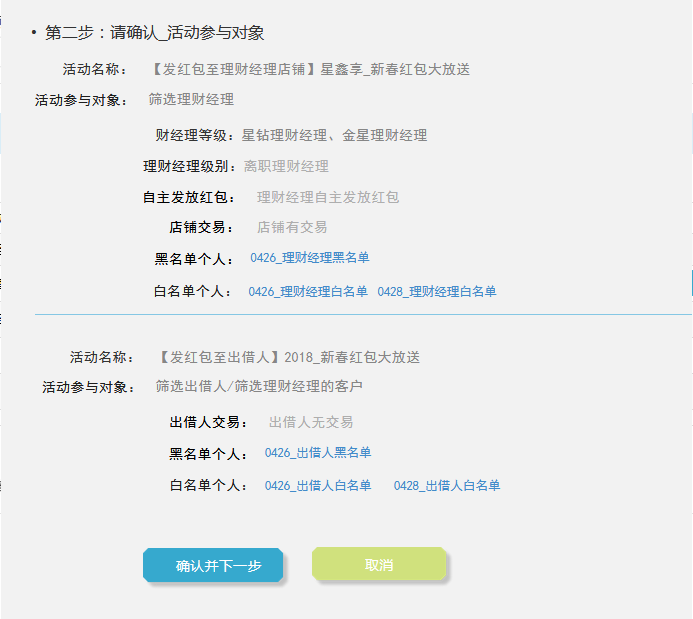 • 第二步：请确认_活动参与对象
活动名称： 【发红包至理财经理店铺】星鑫享_新春红包大放送
活动参与对象： 筛选理财经理
财经理等级：星钻理财经理、金星理财经理
理财经理级别：离职理财经理
自主发放红包： 理财经理自主发放红包
店铺交易： 店铺有交易
黑名单个人： 0426_理财经理黑名单
白名单个人： 0426_理财经理白名单 0428_理财经理白名单
活动名称： 【发红包至出借人】2018_新春红包大放送
活动参与对象： 筛选出借人/筛选理财经理的客户
出借人交易： 出借人无交易
黑名单个人： 0426_出借人黑名单
白名单个人： 0426_出借人白名单 0428_出借人白名单
确认并下一步 取消